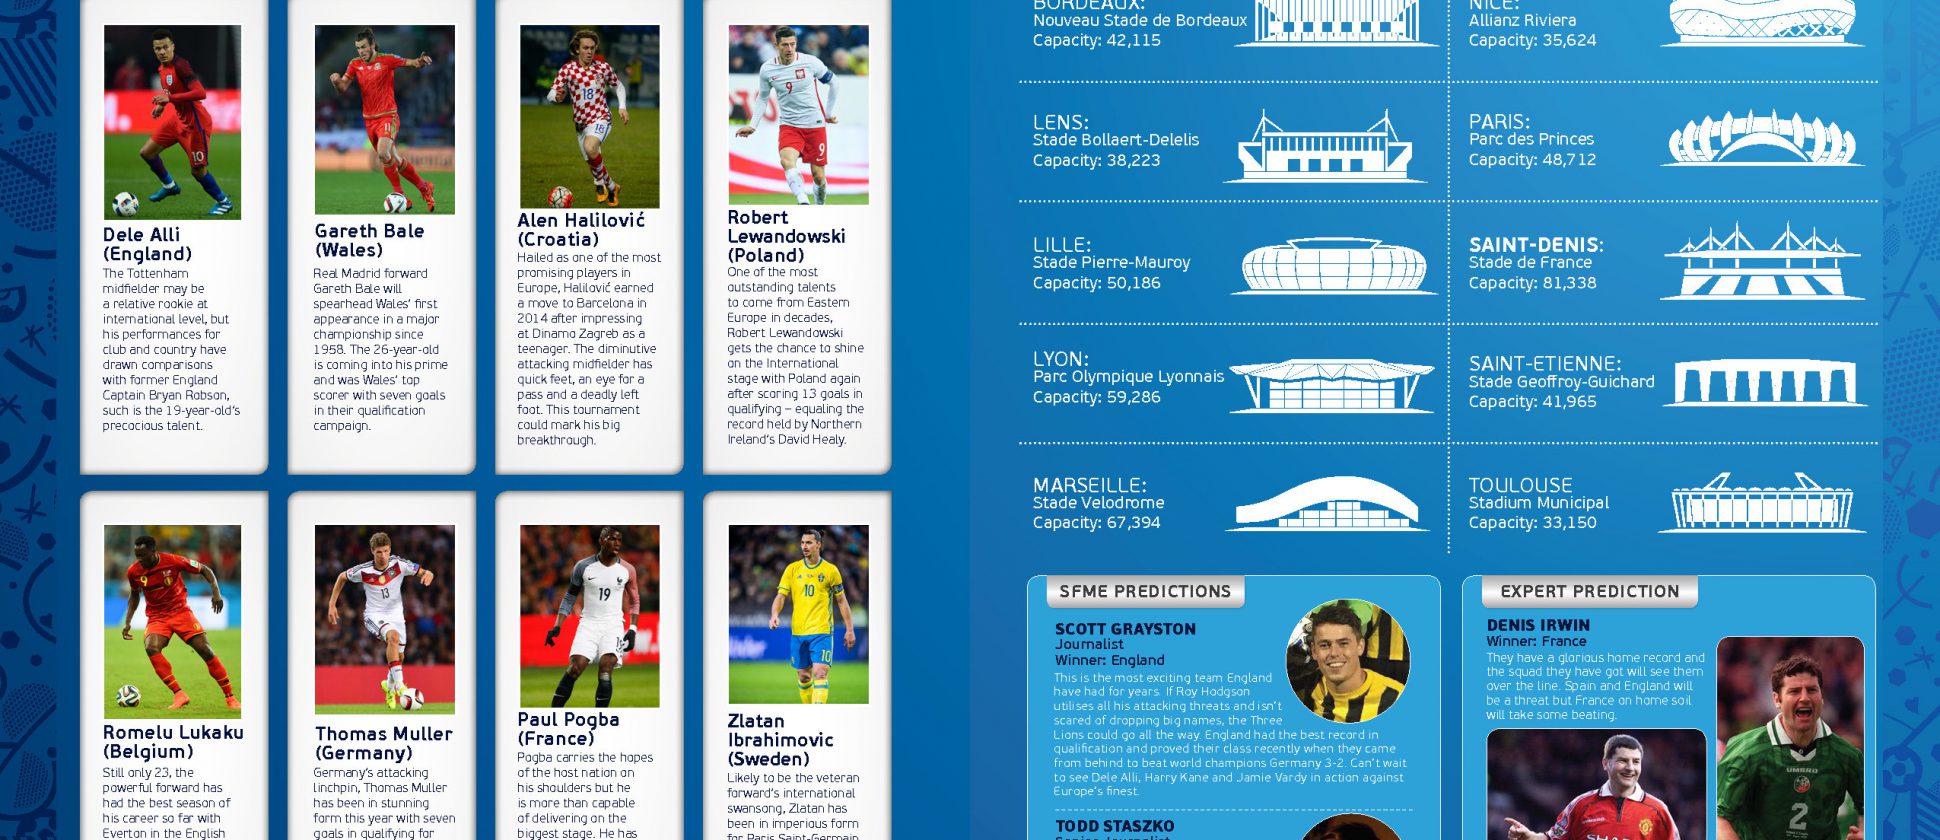 Dele Alli
(England)
The Tottenham
midfielder may be
a relative rookie at
international level, but
his performances for
club and country have
drawn comparisons
with former England
Captain Bryan Robson,
such is the 19-year-old's
precocious talent.
Gareth Bale
(Wales)
Real Madrid forward
Gareth Bale will
spearhead Wales' first
appearance in a major
championship since
1958. The 26-year-old
is coming into his prime
and was Wales' top
scorer with seven goals
in their qualification
campaign.
Alen Halilović
(Croatia)
Hailed as one of the most
promising players in
Europe, Halilović earned
a move to Barcelona in
2014 after impressing
at Dinamo Zagreb as a
teenager. The diminutive
attacking midfielder has
quick feet, an eye for a
pass and a deadly left
foot. This tournament
could mark his big
breakthrough.
Robert
Lewandowski
(Poland)
One of the most
outstanding talents
to come from Eastern
Europe in decades,
Robert Lewandowski
gets the chance to shine
on the International
stage with Poland again
after scoring 13 goals in
qualifying – equaling the
record held by Northern
Ireland's David Healy.
Romelu Lukaku
(Belgium)
Still only 23, the
powerful forward has
had the best season of
his career so far with
Everton in the English
Thomas Muller
(Germany)
Germany's attacking
linchpin, Thomas Muller
has been in stunning
form this year with seven
goals in qualifying for
Paul Pogba
(France)
Pogba carries the hopes
of the host nation on
his shoulders but he
is more than capable
of delivering on the
biggest stage. He has
Zlatan
Ibrahimovic
(Sweden)
Likely to be the veteran
forward's international
swansong, Zlatan has
been in imperious form
for Paris Saint-Germain
BORDEAUX:
Nouveau Stade de Bordeaux
Capacity: 42,115
NICE:
Allianz Riviera
Capacity: 35,624
LENS:
Stade Bollaert-Delelis
Capacity: 38,223
PARIS:
Parc des Princes
Capacity: 48,712
LILLE:
Stade Pierre-Mauroy
Capacity: 50,186
SAINT-DENIS:
Stade de France
Capacity: 81,338
LYON:
Parc Olympique Lyonnais
Capacity: 59,286
SAINT-ETIENNE:
Stade Geoffroy-Guichard
Capacity: 41,965
MARSEILLE:
Stade Velodrome
Capacity: 67,394
TOULOUSE
Stadium Municipal
Capacity: 33,150
SFME PREDICTIONS
SCOTT GRAYSTON
Journalist
Winner: England
This is the most exciting team England
have had for years. If Roy Hodgson
utilises all his attacking threats and isn't
scared of dropping big names, the Three
Lions could go all the way. England had the best record in
qualification and proved their class recently when they came
from behind to beat world champions Germany 3-2. Can't wait
to see Dele Alli, Harry Kane and Jamie Vardy in action against
Europe's finest.
TODD STASZKO
Senior Journalist
EXPERT PREDICTION
DENIS IRWIN
Winner: France
They have a glorious home record and
the squad they have got will see them
over the line. Spain and England will
be a threat but France on home soil
will take some beating.
UMBRO
2
SHARP